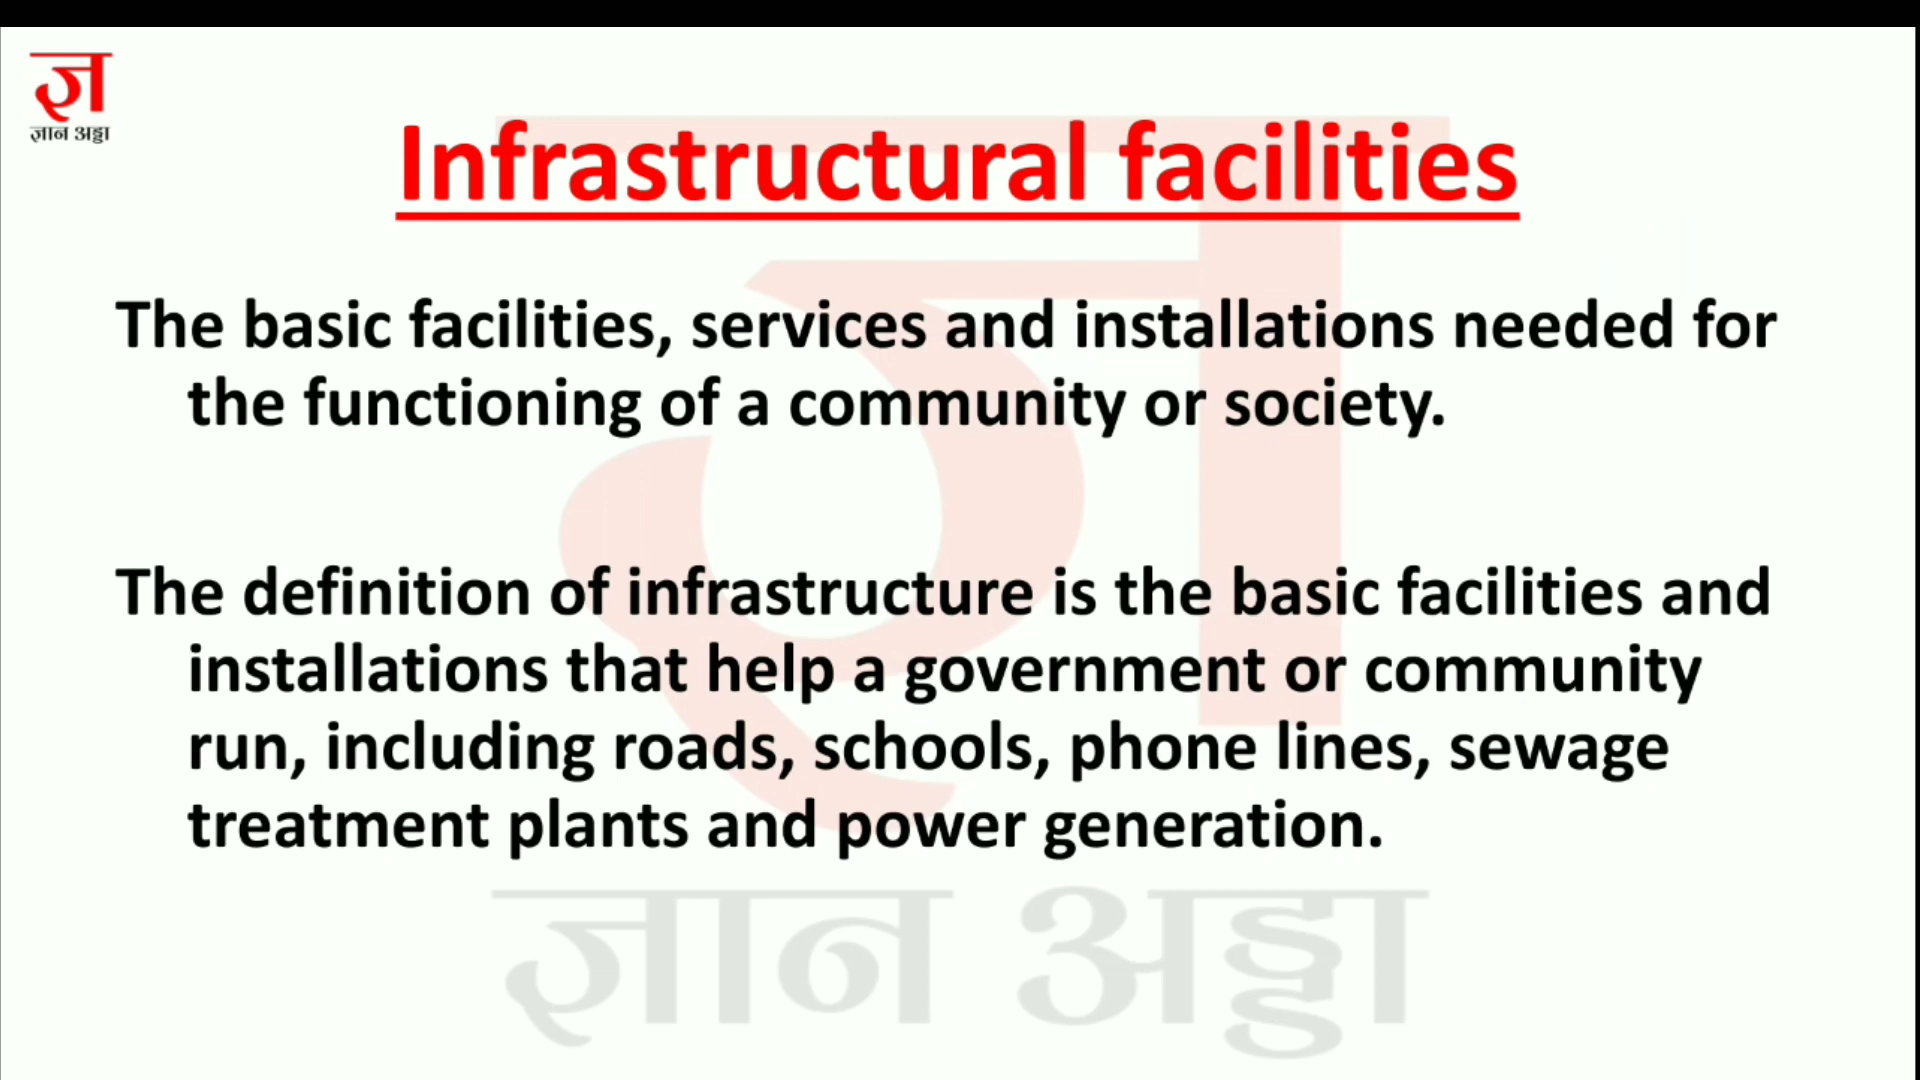 ज्ञ
ज्ञान अड्डा
Infrastructural facilities
The basic facilities, services and installations needed for
the functioning of a community or society.
The definition of infrastructure is the basic facilities and
installations that help a government or community
run, including roads, schools, phone lines, sewage
treatment plants and power generation.
ज्ञ
ज्ञान अड्डा